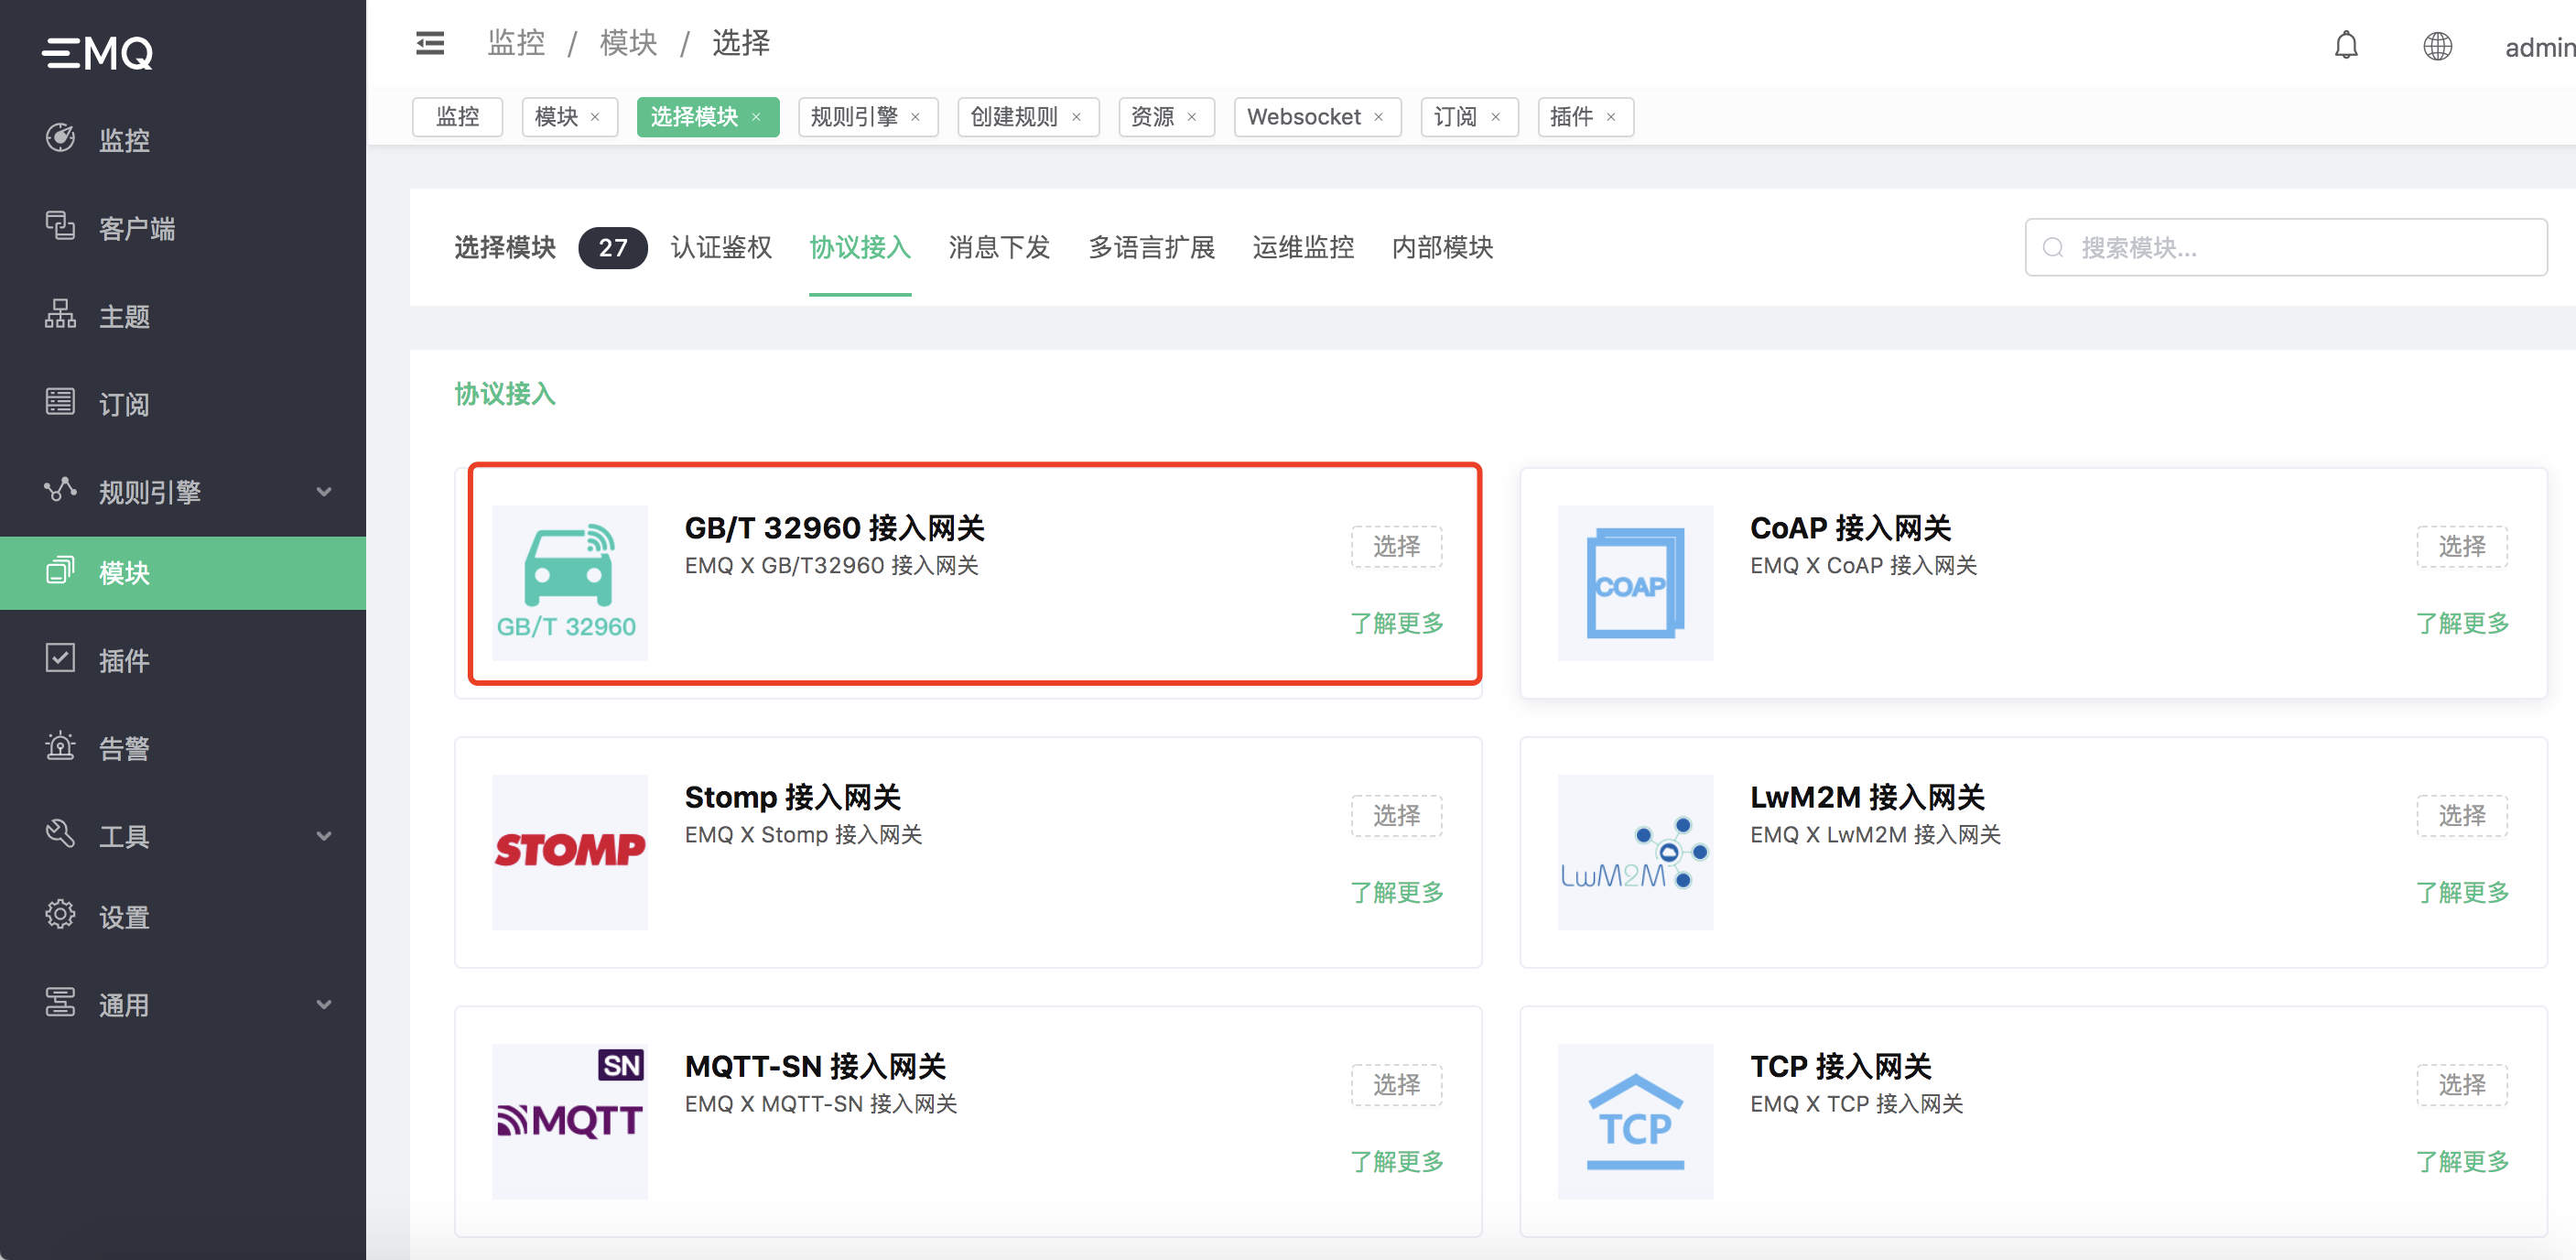 EMQ
监控
客户端
主题
订阅
规则引擎
模块
插件
告警
工具
设置
通用
监控 / 模块 / 选择
admin
监控 模块 × 选择模块 × 规则引擎 × 创建规则 × 资源 × Websocket × 订阅 × 插件 ×
选择模块 27 认证鉴权 协议接入 消息下发 多语言扩展 运维监控 内部模块
搜索模块...
协议接入
GB/T 32960
GB/T 32960 接入网关
EMQ X GB/T32960 接入网关
选择
了解更多
COAP
CoAP 接入网关
EMQ X CoAP 接入网关
选择
了解更多
STOMP
Stomp 接入网关
EMQ X Stomp 接入网关
选择
了解更多
LwM2M
LwM2M 接入网关
EMQ X LwM2M 接入网关
选择
了解更多
SN
MQTT
MQTT-SN 接入网关
EMQ X MQTT-SN 接入网关
选择
了解更多
TCP
TCP 接入网关
EMQ X TCP 接入网关
选择
了解更多